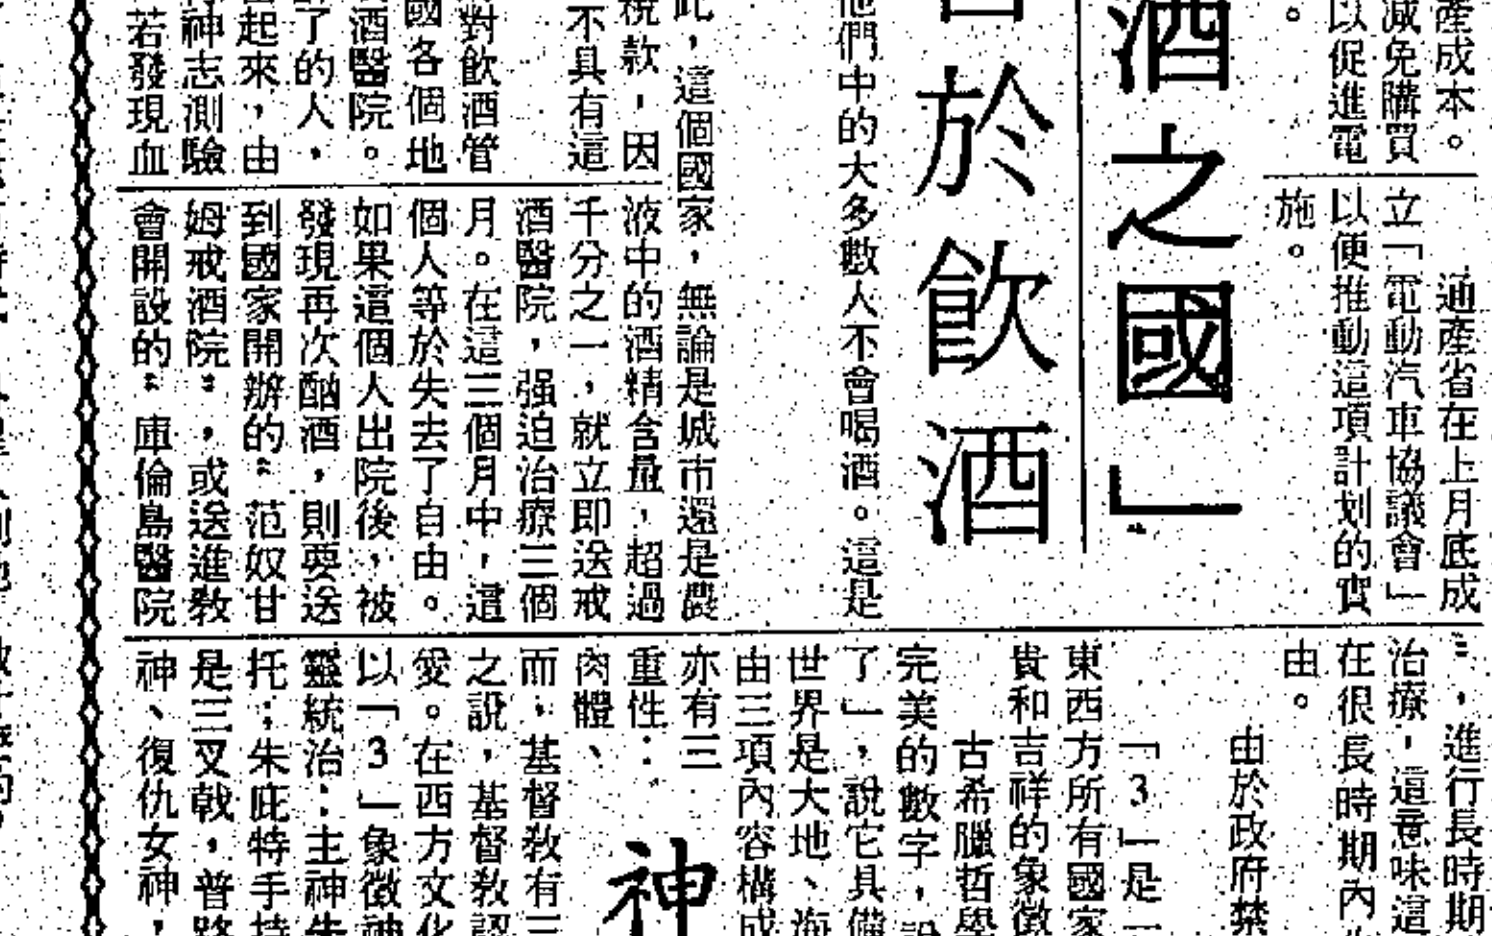 產成本。
減免購買
以促進電
。
通產省在上月底成
立「電動汽車協議會」
以便推動這項計划的實
施。
酒之國」
於飲酒
他們中的大多數人不會喝酒。這是
此，這個國家，無論是城市還是農
稅款，因
不具有這
對飲酒管
國各個地
酒醫院。
了的人，
起來，由
神志測驗
若發現血
液中的酒精含量，超過
千分之一，就立即送戒
酒醫院，强迫治療三個
月。在這三個月中，這
個人等於失去了自由。
如果這個人出院後，被
發現再次酗酒，則要送
到國家開辦的〝范奴甘
姆戒酒院〞，或送進教
會開設的〝庫倫島醫院
〞，進行長時期
治療，這意味這
在很長時期內
由。
由於政府禁
「3」是一
東西方所有國家
貴和吉祥的象徵
古希臘哲學
完美的數字，說
了」，說它具備
世界是大地、海
由三項內容構成
亦有三
重性：
肉體、
神
而，基督敎有三
之說，基督敎認
愛。在西方文化
以「3」象徵神
靈統治：主神朱
托；朱庇特手持
是三叉戟，普路
神、復仇女神，